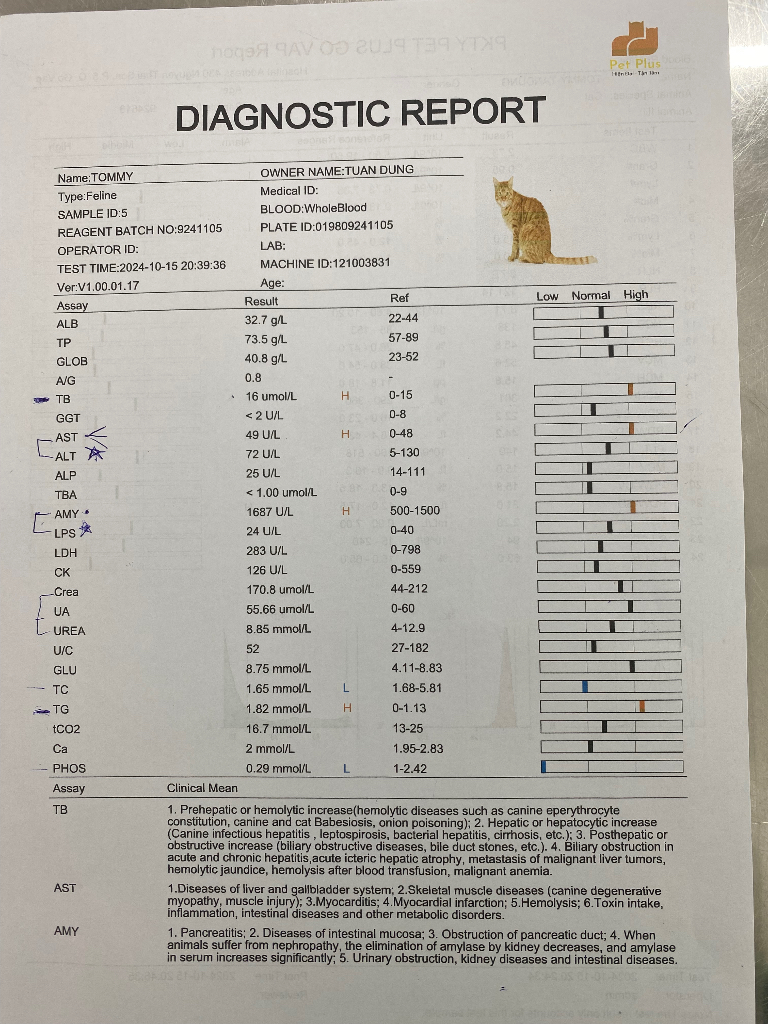 Pet Plus
DIAGNOSTIC REPORT
Name:TOMMY OWNER NAME:TUAN DUNG
Type:Feline Medical ID:
SAMPLE ID:5 BLOOD:WholeBlood
REAGENT BATCH NO:9241105 PLATE ID:019809241105
OPERATOR ID: LAB:
TEST TIME:2024-10-15 20:39:36 MACHINE ID:121003831
Ver:V1.00.01.17 Age:
Assay Result Ref Low Normal High
ALB 32.7 g/L 22-44
TP 73.5 g/L 57-89
GLOB 40.8 g/L 23-52
A/G 0.8 -
TB 16 umol/L H 0-15
GGT < 2 U/L 0-8
AST 49 U/L H 0-48
ALT 72 U/L 5-130
ALP 25 U/L 14-111
TBA < 1.00 umol/L 0-9
AMY 1687 U/L H 500-1500
LPS 24 U/L 0-40
LDH 283 U/L 0-798
CK 126 U/L 0-559
Crea 170.8 umol/L 44-212
UA 55.66 umol/L 0-60
UREA 8.85 mmol/L 4-12.9
U/C 52 27-182
GLU 8.75 mmol/L 4.11-8.83
TC 1.65 mmol/L L 1.68-5.81
TG 1.82 mmol/L H 0-1.13
tCO2 16.7 mmol/L 13-25
Ca 2 mmol/L 1.95-2.83
PHOS 0.29 mmol/L L 1-2.42
Assay Clinical Mean
TB 1. Prehepatic or hemolytic increase(hemolytic diseases such as canine eperythrocyte
constitution, canine and cat Babesiosis, onion poisoning); 2. Hepatic or hepatocytic increase
(Canine infectious hepatitis , leptospirosis, bacterial hepatitis, cirrhosis, etc.); 3. Posthepatic or
obstructive increase (biliary obstructive diseases, bile duct stones, etc.). 4. Biliary obstruction in
acute and chronic hepatitis,acute icteric hepatic atrophy, metastasis of malignant liver tumors,
hemolytic jaundice, hemolysis after blood transfusion, malignant anemia.
AST 1.Diseases of liver and gallbladder system; 2.Skeletal muscle diseases (canine degenerative
myopathy, muscle injury); 3.Myocarditis; 4.Myocardial infarction; 5.Hemolysis; 6.Toxin intake,
inflammation, intestinal diseases and other metabolic disorders.
AMY 1. Pancreatitis; 2. Diseases of intestinal mucosa; 3. Obstruction of pancreatic duct; 4. When
animals suffer from nephropathy, the elimination of amylase by kidney decreases, and amylase
in serum increases significantly; 5. Urinary obstruction, kidney diseases and intestinal diseases.